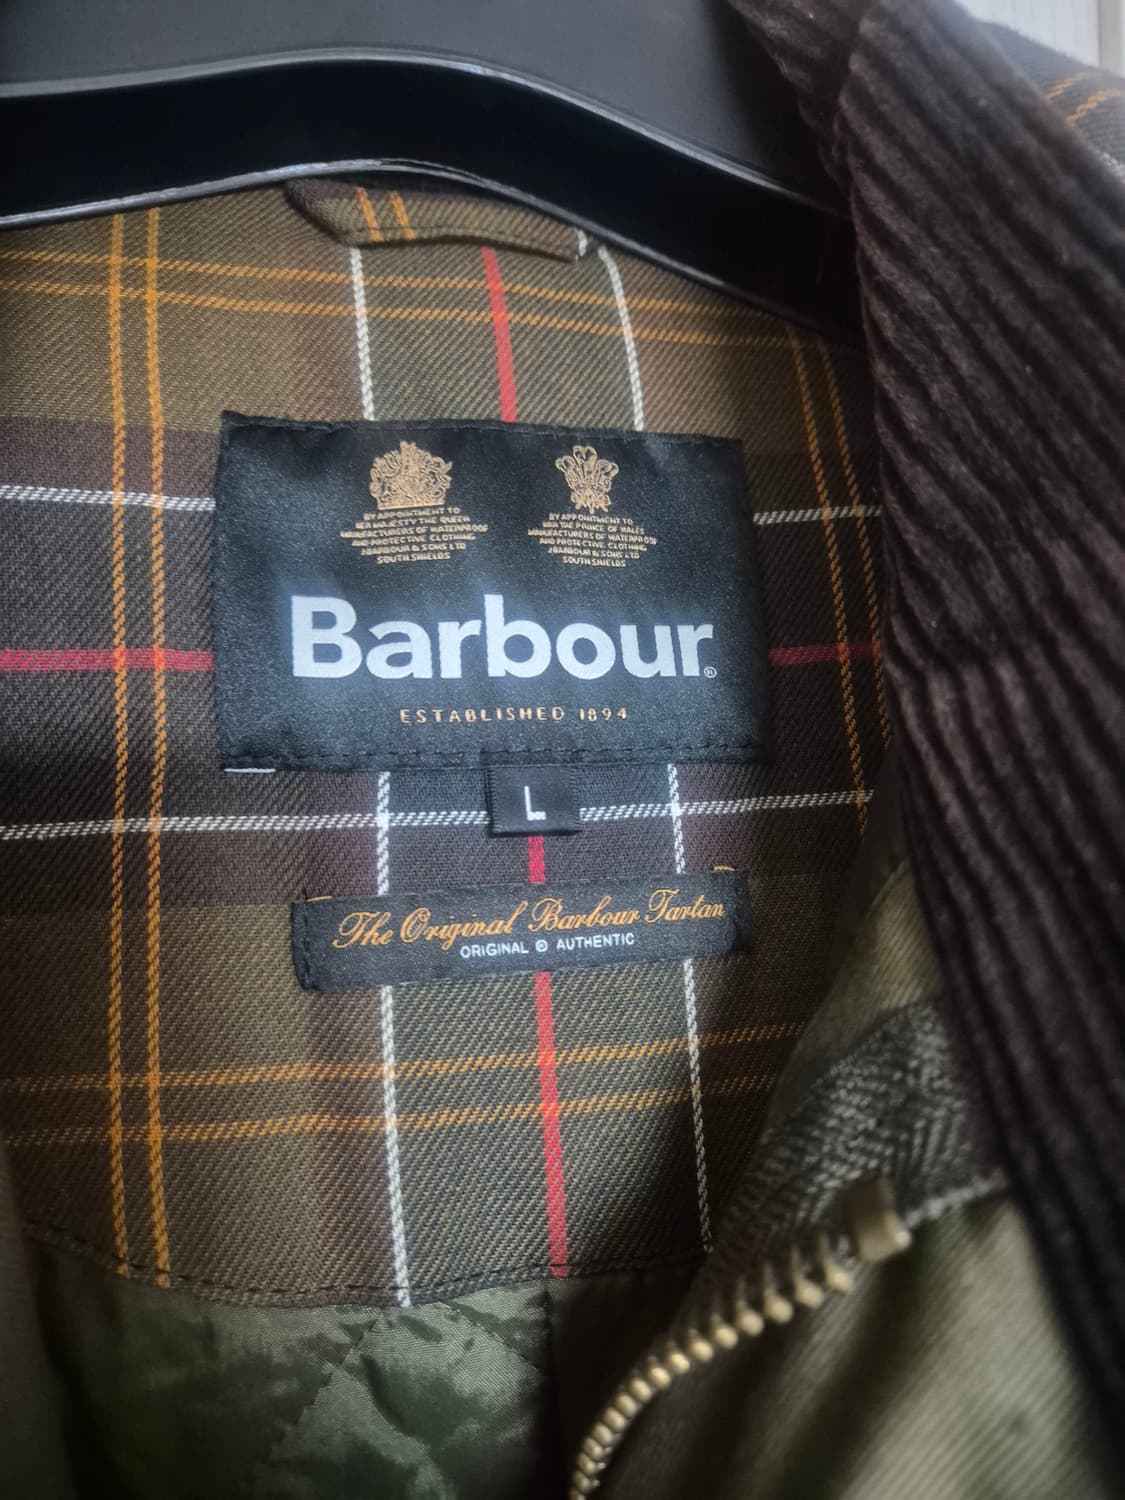 BY APPOINTMENT TO
HER MAJESTY THE QUEEN
MANUFACTURERS OF WATERPROOF
AND PROTECTIVE CLOTHING
J BARBOUR & SONS LTD
SOUTH SHIELDS
BY APPOINTMENT TO
HRH THE PRINCE OF WALES
MANUFACTURERS OF WATERPROOF
AND PROTECTIVE CLOTHING
J BARBOUR & SONS LTD
SOUTH SHIELDS
Barbour®
ESTABLISHED 1894
L
The Original Barbour Tartan
ORIGINAL © AUTHENTIC